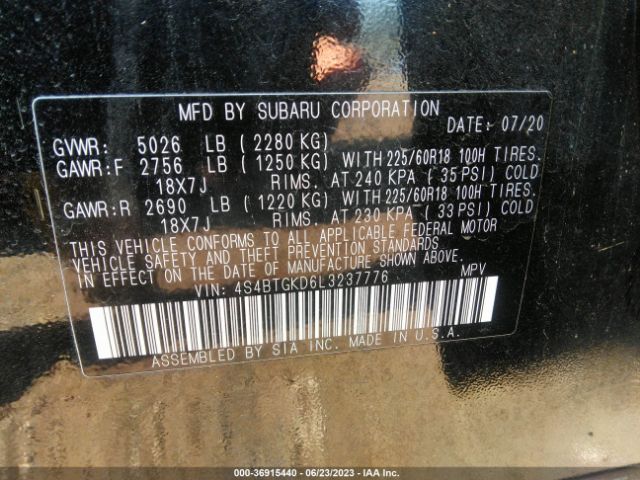 MFD BY SUBARU CORPORATION
DATE: 07/20
GVWR: 5026 LB (2280 KG)
GAWR:F 2756 LB (1250 KG) WITH 225/60R18 100H TIRES.
18X7J RIMS. AT 240 KPA (35 PSI) COLD
GAWR:R 2690 LB (1220 KG) WITH 225/60R18 100H TIRES.
18X7J RIMS. AT 230 KPA (33 PSI) COLD
THIS VEHICLE CONFORMS TO ALL APPLICABLE FEDERAL MOTOR
VEHICLE SAFETY AND THEFT PREVENTION STANDARDS
IN EFFECT ON THE DATE OF MANUFACTURE SHOWN ABOVE.
VIN: 4S4BTGKD6L3237776 MPV
ASSEMBLED BY SIA INC. MADE IN U.S.A.
000-36915440 - 06/23/2023 - IAA Inc.